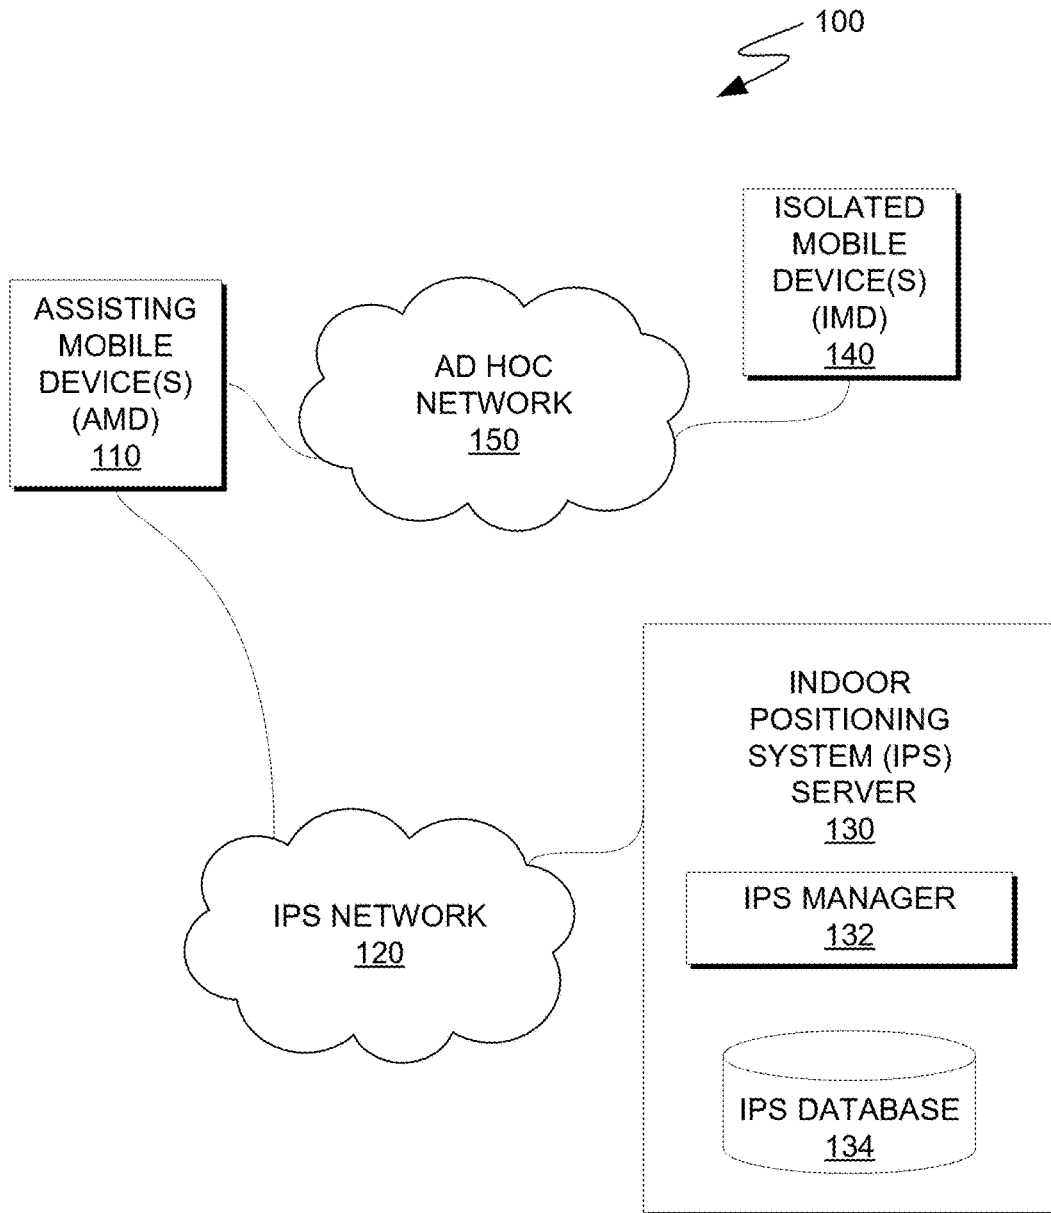 100
ISOLATED
MOBILE
DEVICE(S)
(IMD)
140
ASSISTING
MOBILE
DEVICE(S)
(AMD)
110
AD HOC
NETWORK
150
INDOOR
POSITIONING
SYSTEM (IPS)
SERVER
130
IPS MANAGER
132
IPS NETWORK
120
IPS DATABASE
134